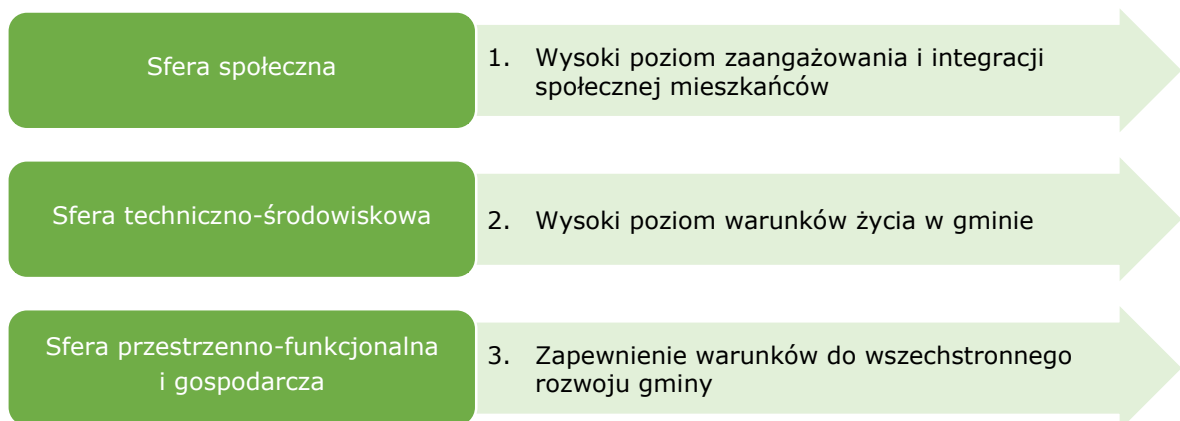 Sfera społeczna
1. Wysoki poziom zaangażowania i integracji
społecznej mieszkańców
Sfera techniczno-środowiskowa
2. Wysoki poziom warunków życia w gminie
Sfera przestrzenno-funkcjonalna
i gospodarcza
3. Zapewnienie warunków do wszechstronnego
rozwoju gminy